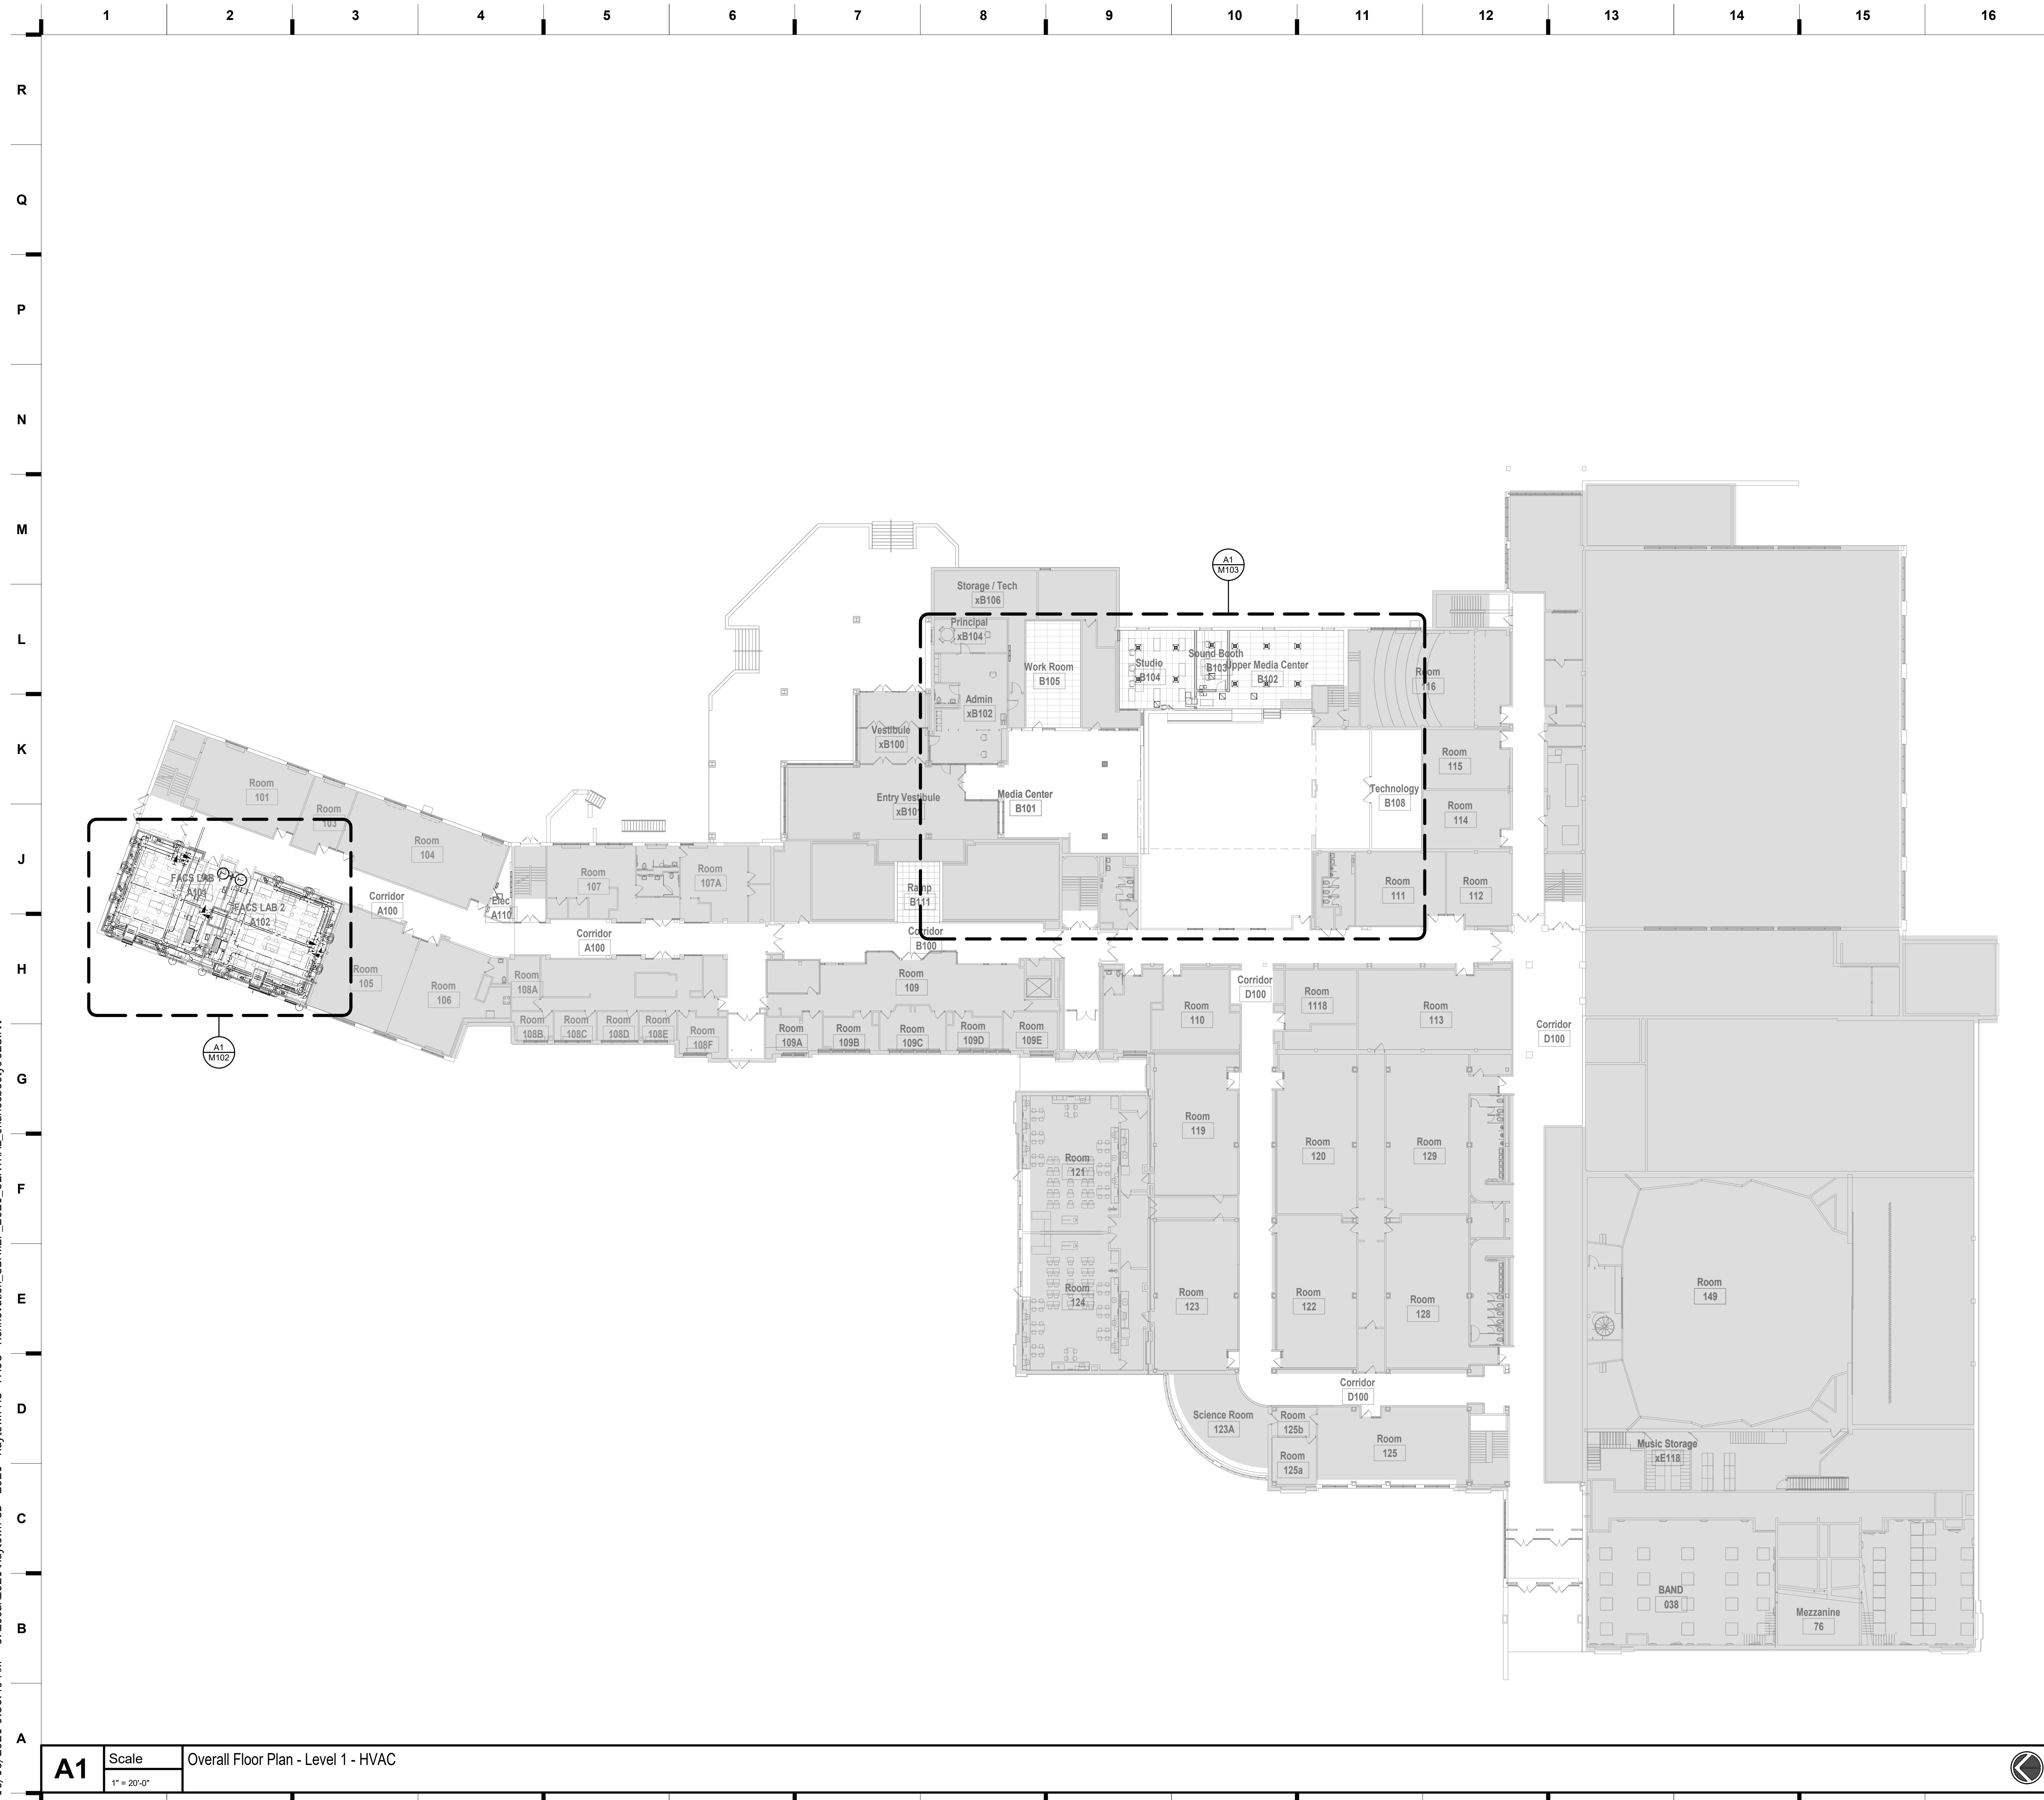 1 2 3 4 5 6 7 8 9 10 11 12 13 14 15 16
R
Q
P
N
M
L
K
J
H
G
F
E
D
C
B
A
A1
M103
Storage / Tech
xB106
Principal
xB104
Work Room
B105
Studio
B104
Sound Booth
B103
Upper Media Center
B102
Room
116
Admin
xB102
Vestibule
xB100
Room
115
Room
101
Media Center
B101
Technology
B108
Entry Vestibule
xB101
Room
103
Room
114
Room
104
FACS LAB
A101
Room
107
Room
107A
Ramp
B111
Room
111
Room
112
Corridor
A100
Elec
A110
FACS LAB 2
A102
Corridor
A100
Corridor
B100
Room
105
Room
106
Room
108A
Room
109
Corridor
D100
Room
1118
Room
113
Room
110
Corridor
D100
Room
108B
Room
108C
Room
108D
Room
108E
Room
108F
Room
109A
Room
109B
Room
109C
Room
109D
Room
109E
A1
M102
Room
119
Room
121
Room
120
Room
129
Room
124
Room
123
Room
122
Room
128
Room
149
Corridor
D100
Science Room
123A
Room
125b
Room
125
Room
125a
Music Storage
xE118
BAND
038
Mezzanine
76
A1
Scale
1" = 20'-0"
Overall Floor Plan - Level 1 - HVAC